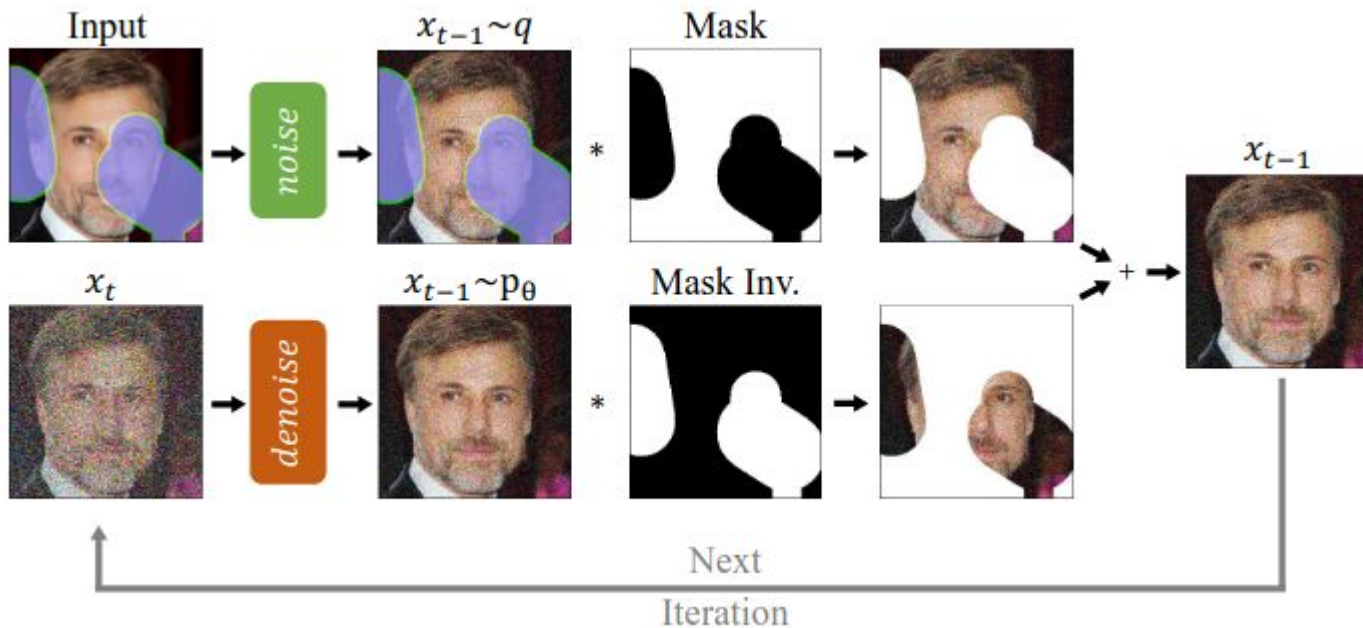 Input
x_{t-1}~q
Mask
noise
*
x_{t-1}
+
x_t
x_{t-1}~p_θ
Mask Inv.
denoise
*
Next
Iteration